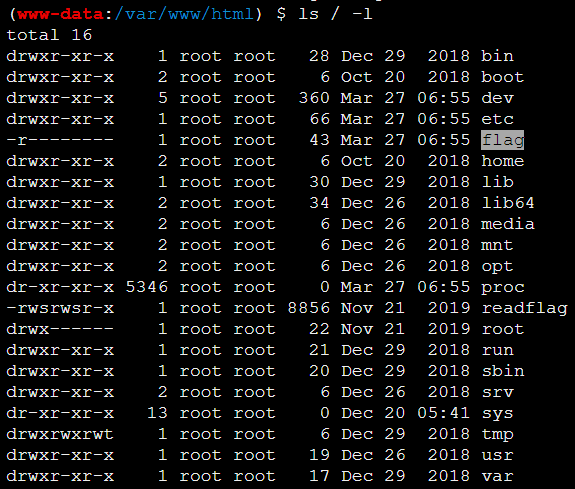 (www-data:/var/www/html) $ ls / -l
total 16
drwxr-xr-x    1 root root   28 Dec 29  2018 bin
drwxr-xr-x    2 root root    6 Oct 20  2018 boot
drwxr-xr-x    5 root root  360 Mar 27 06:55 dev
drwxr-xr-x    1 root root   66 Mar 27 06:55 etc
-r--------    1 root root   43 Mar 27 06:55 flag
drwxr-xr-x    2 root root    6 Oct 20  2018 home
drwxr-xr-x    1 root root   30 Dec 29  2018 lib
drwxr-xr-x    2 root root   34 Dec 26  2018 lib64
drwxr-xr-x    2 root root    6 Dec 26  2018 media
drwxr-xr-x    2 root root    6 Dec 26  2018 mnt
drwxr-xr-x    2 root root    6 Dec 26  2018 opt
dr-xr-xr-x 5346 root root    0 Mar 27 06:55 proc
-rwsrwsr-x    1 root root 8856 Nov 21  2019 readflag
drwx------    1 root root   22 Nov 21  2019 root
drwxr-xr-x    1 root root   21 Dec 29  2018 run
drwxr-xr-x    1 root root   20 Dec 29  2018 sbin
drwxr-xr-x    2 root root    6 Dec 26  2018 srv
dr-xr-xr-x   13 root root    0 Dec 20 05:41 sys
drwxrwxrwt    1 root root    6 Dec 29  2018 tmp
drwxr-xr-x    1 root root   19 Dec 26  2018 usr
drwxr-xr-x    1 root root   17 Dec 29  2018 var